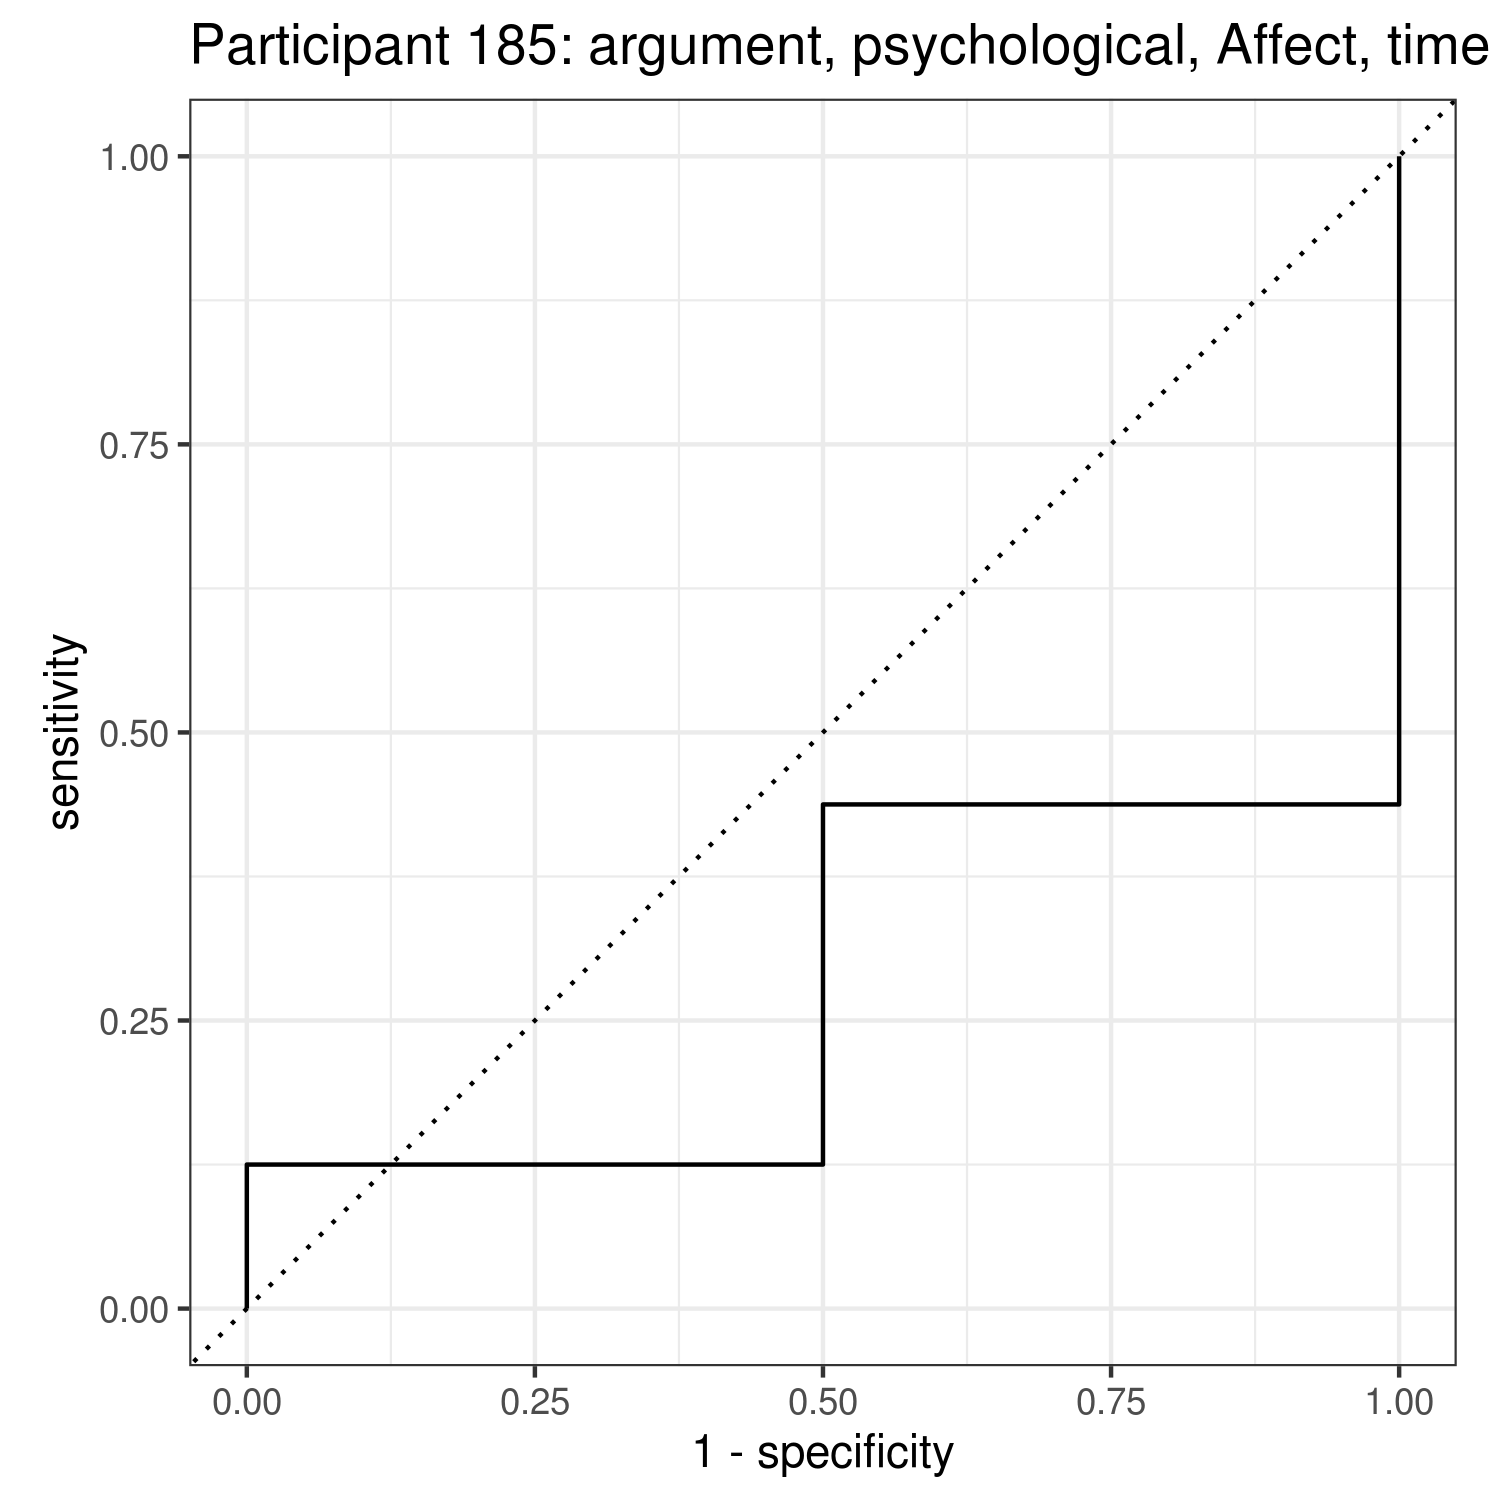 Participant 185: argument, psychological, Affect, time
1.00
0.75
0.50
0.25
0.00
sensitivity
0.00 0.25 0.50 0.75 1.00
1 - specificity